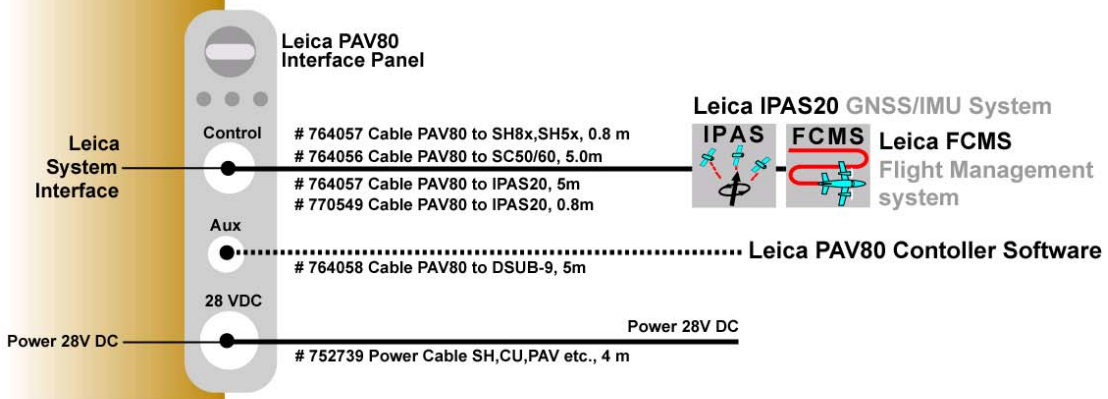 Leica PAV80
Interface Panel
Leica IPAS20 GNSS/IMU System
Control
# 764057 Cable PAV80 to SH8x,SH5x, 0.8 m
IPAS
FCMS
Leica FCMS
Leica
System
Interface
# 764056 Cable PAV80 to SC50/60, 5.0m
Flight Management
system
# 764057 Cable PAV80 to IPAS20, 5m
# 770549 Cable PAV80 to IPAS20, 0.8m
Aux
Leica PAV80 Contoller Software
# 764058 Cable PAV80 to DSUB-9, 5m
28 VDC
Power 28V DC
Power 28V DC
# 752739 Power Cable SH,CU,PAV etc., 4 m